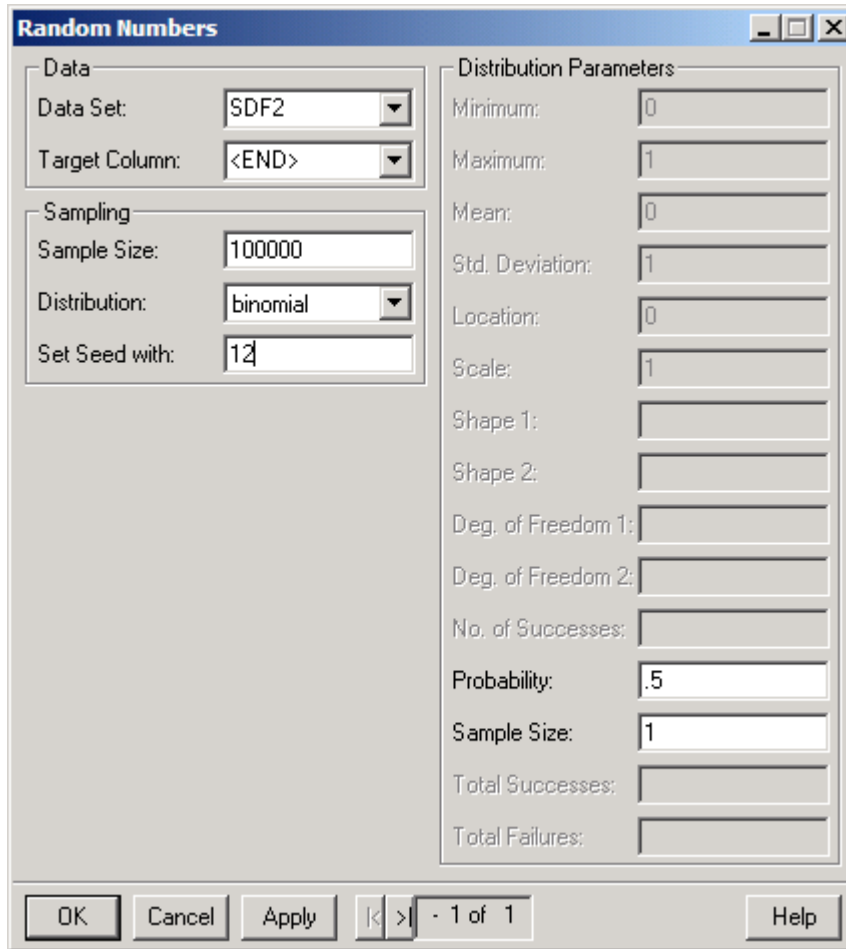 Random Numbers
Data
Data Set: SDF2
Target Column: <END>
Sampling
Sample Size: 100000
Distribution: binomial
Set Seed with: 12
Distribution Parameters
Minimum: 0
Maximum: 1
Mean: 0
Std. Deviation: 1
Location: 0
Scale: 1
Shape 1:
Shape 2:
Deg. of Freedom 1:
Deg. of Freedom 2:
No. of Successes:
Probability: .5
Sample Size: 1
Total Successes:
Total Failures:
OK Cancel Apply |< >| - 1 of 1 Help